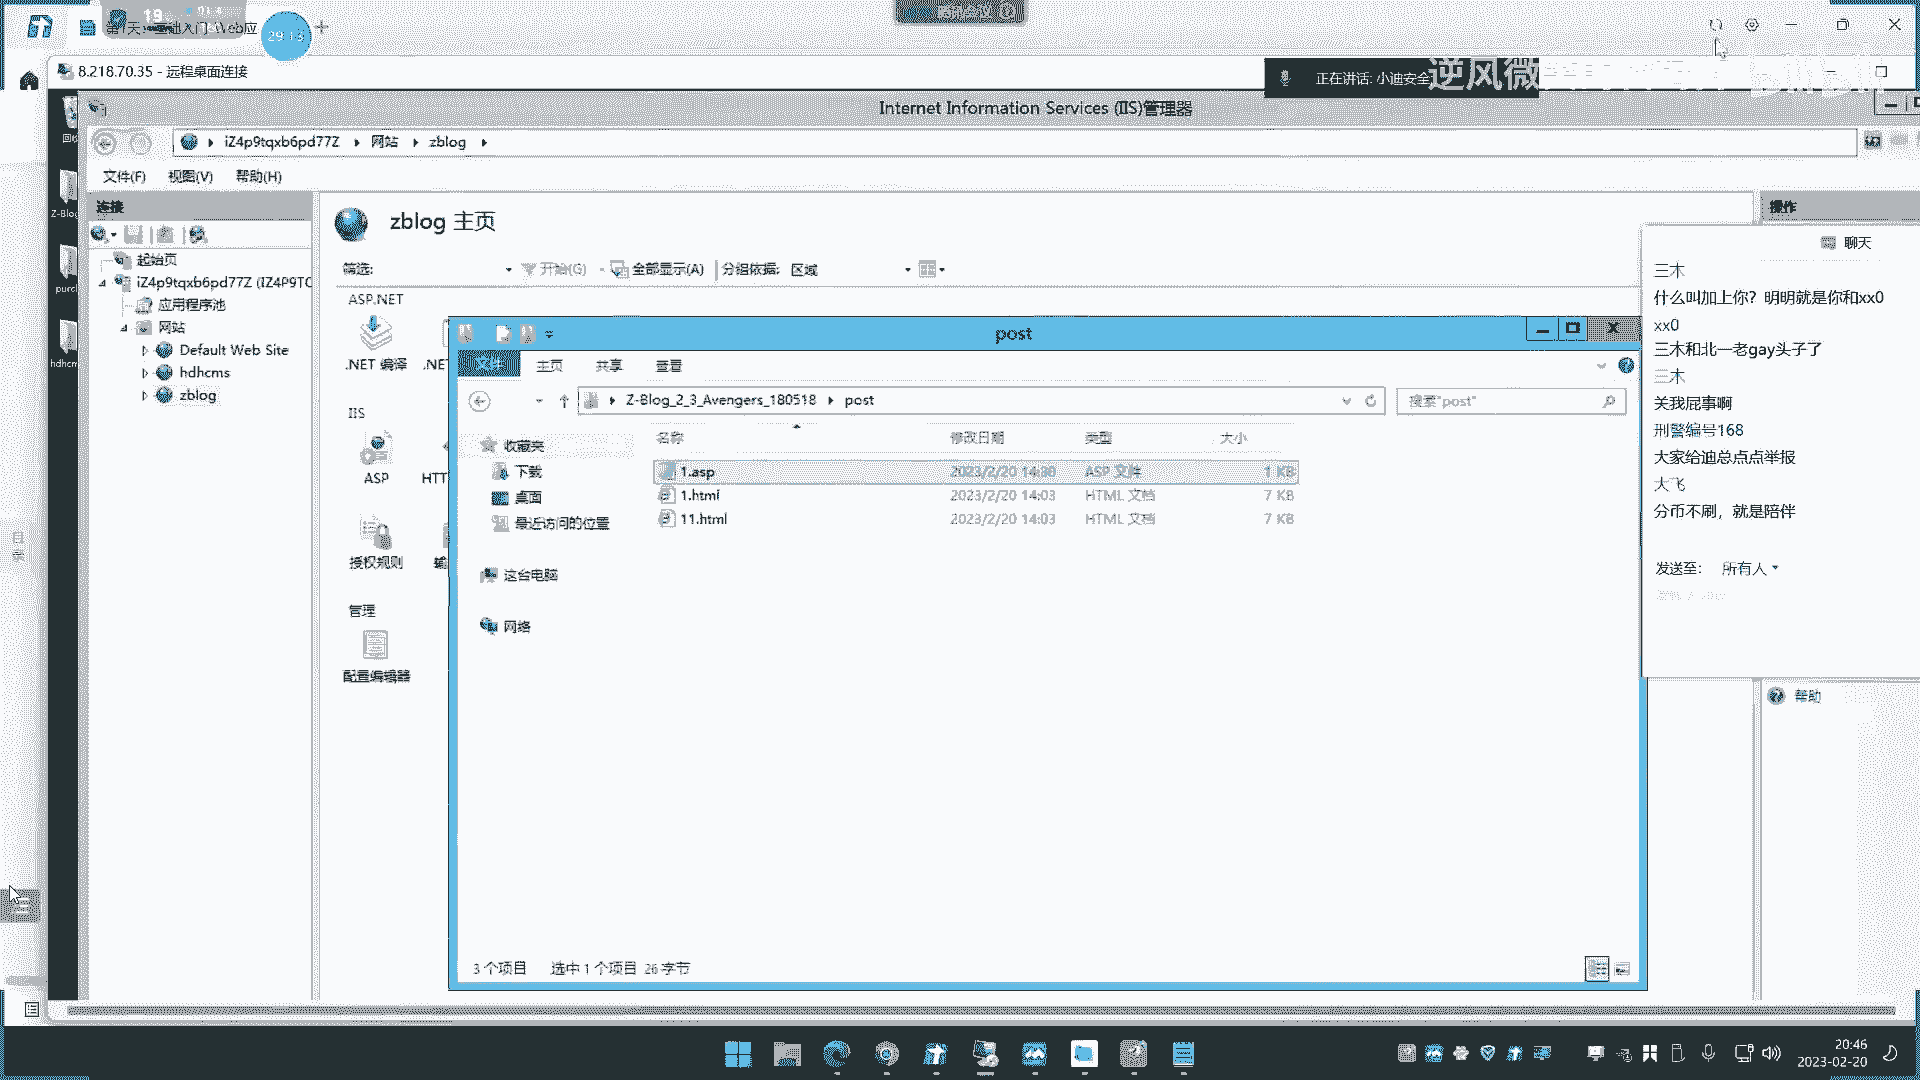 29:13
8.218.70.35 - 远程桌面连接
正在讲话: 小迪安全
逆风微
Internet Information Services (IIS)管理器
iZ4p9tqxb6pd77Z
网站
zblog
文件(F)
视图(V)
帮助(H)
连接
起始页
iZ4p9tqxb6pd77Z (IZ4P9TC
应用程序池
网站
Default Web Site
hdhcms
zblog
Z-Blog
purcl
hdhcm
zblog 主页
筛选:
开始(G)
全部显示(A)
分组依据:
区域
ASP.NET
.NET 编译
.NET
IIS
ASP
HTT
授权规则
输
管理
配置编辑器
post
文件
主页
共享
查看
Z-Blog_2_3_Avengers_180518
post
搜索"post"
收藏夹
下载
桌面
最近访问的位置
这台电脑
网络
名称
修改日期
类型
大小
1.asp
ASP 文件
1 KB
1.html
2023/2/20 14:03
HTML 文档
7 KB
11.html
2023/2/20 14:03
HTML 文档
7 KB
3 个项目
选中 1 个项目
26 字节
操作
聊天
三木
什么叫加上你？明明就是你和xx0
xx0
三木和北一老gay头子了
三木
关我屁事啊
刑警编号168
大家给迪总点点举报
大飞
分币不刷，就是陪伴
发送至:
所有人
帮助
20:46
2023-02-20